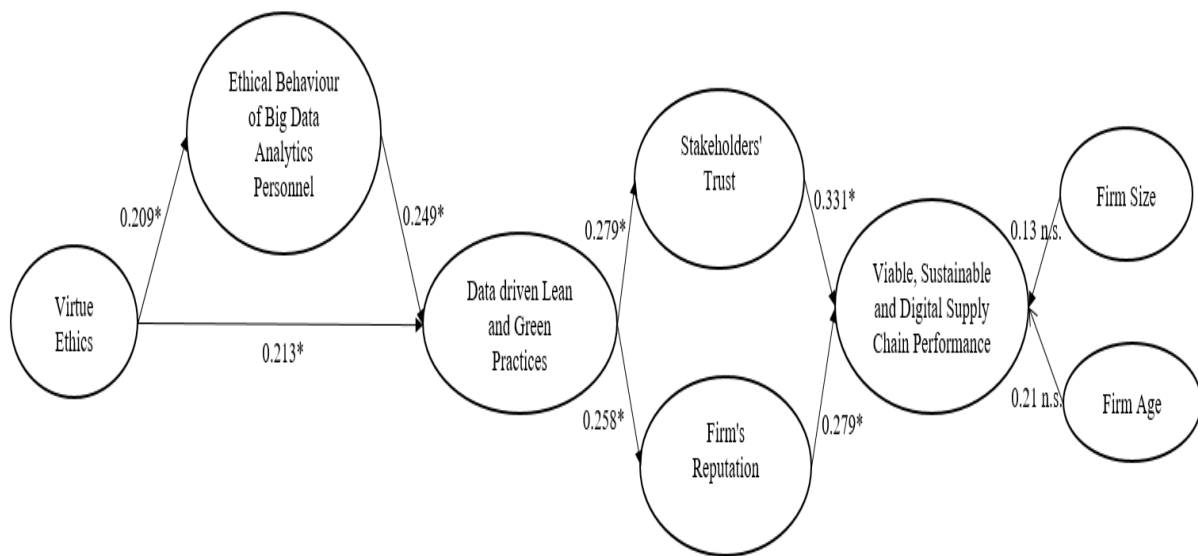 Ethical Behaviour
of Big Data
Analytics
Personnel
0.209*
0.249*
Virtue
Ethics
0.213*
Data driven Lean
and Green
Practices
0.279*
0.258*
Stakeholders'
Trust
0.331*
Firm's
Reputation
0.279*
Viable, Sustainable
and Digital Supply
Chain Performance
Firm Size
0.13 n.s.
Firm Age
0.21 n.s.